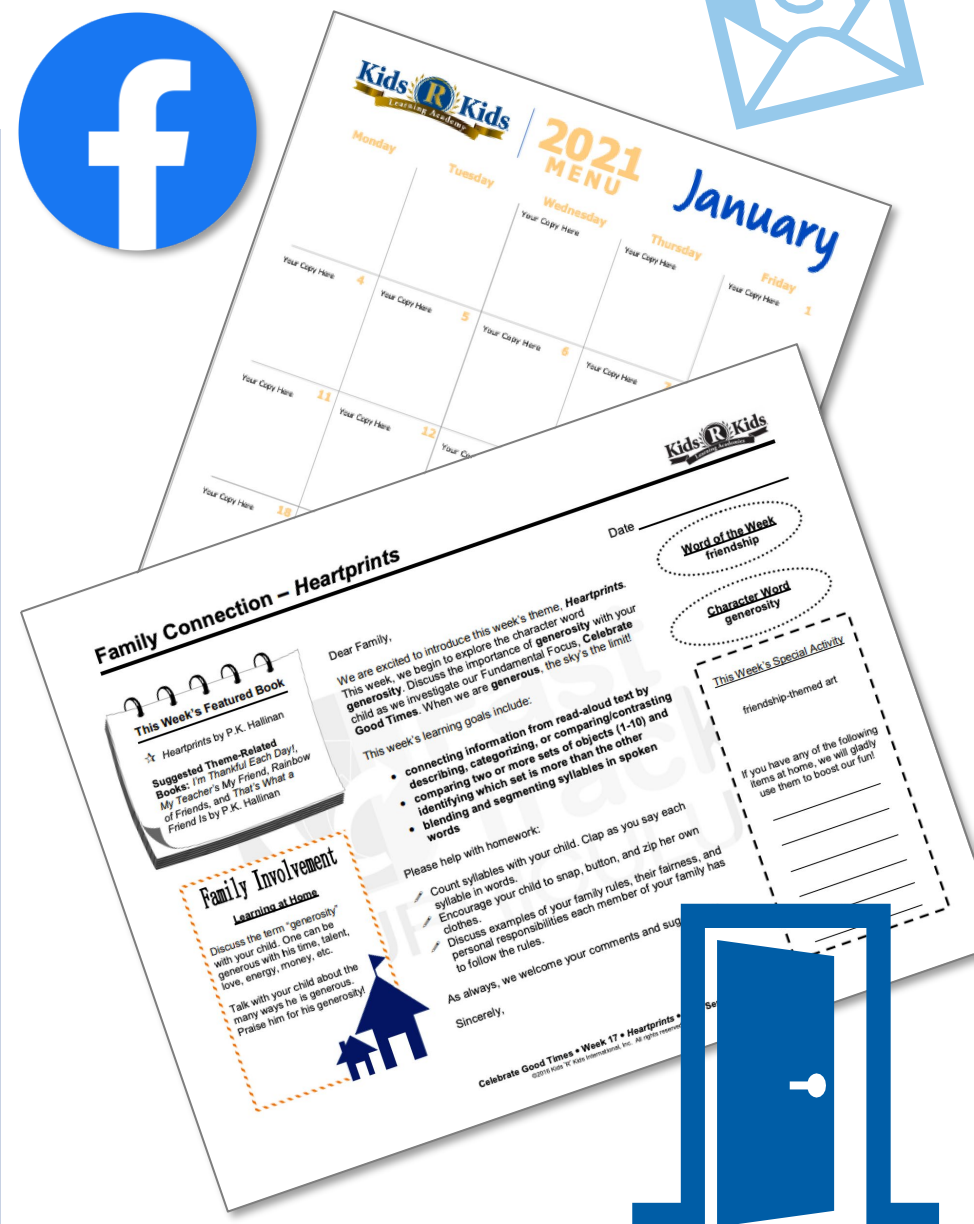 Kids R Kids
Learning Academy
2021
MENU
January
Monday
Tuesday
Wednesday
Thursday
Friday
Your Copy Here
Your Copy Here
Your Copy Here 1
Your Copy Here 4
Your Copy Here 5
Your Copy Here 6
Your Copy Here 7
Your Copy Here 11
Your Copy Here 12
Your
Your Copy Here 18
Kids R Kids
Learning Academies
Family Connection – Heartprints
Date
This Week's Featured Book
Heartprints by P.K. Hallinan
Suggested Theme-Related
Books: I'm Thankful Each Day!,
My Teacher's My Friend, Rainbow
of Friends, and That's What a
Friend Is by P.K. Hallinan
Family Involvement
Learning at Home
Discuss the term "generosity"
with your child. One can be
generous with his time, talent,
love, energy, money, etc.
Talk with your child about the
many ways he is generous.
Praise him for his generosity!
Dear Family,
We are excited to introduce this week's theme, Heartprints.
This week, we begin to explore the character word
generosity. Discuss the importance of generosity with your
child as we investigate our Fundamental Focus, Celebrate
Good Times. When we are generous, the sky's the limit!
This week's learning goals include:
• connecting information from read-aloud text by
describing, categorizing, or comparing/contrasting
• comparing two or more sets of objects (1-10) and
identifying which set is more than the other
• blending and segmenting syllables in spoken
words
Please help with homework:
Count syllables with your child. Clap as you say each
syllable in words.
Encourage your child to snap, button, and zip her own
clothes.
Discuss examples of your family rules, their fairness, and
personal responsibilities each member of your family has
to follow the rules.
As always, we welcome your comments and
Sincerely,
Word of the Week
friendship
Character Word
generosity
This Week's Special Activity
friendship-themed art
If you have any of the following
items at home, we will gladly
use them to boost our fun!
Celebrate Good Times • Week 17 • Heartprints •
©2016 Kids 'R' Kids International, Inc. All rights reserved